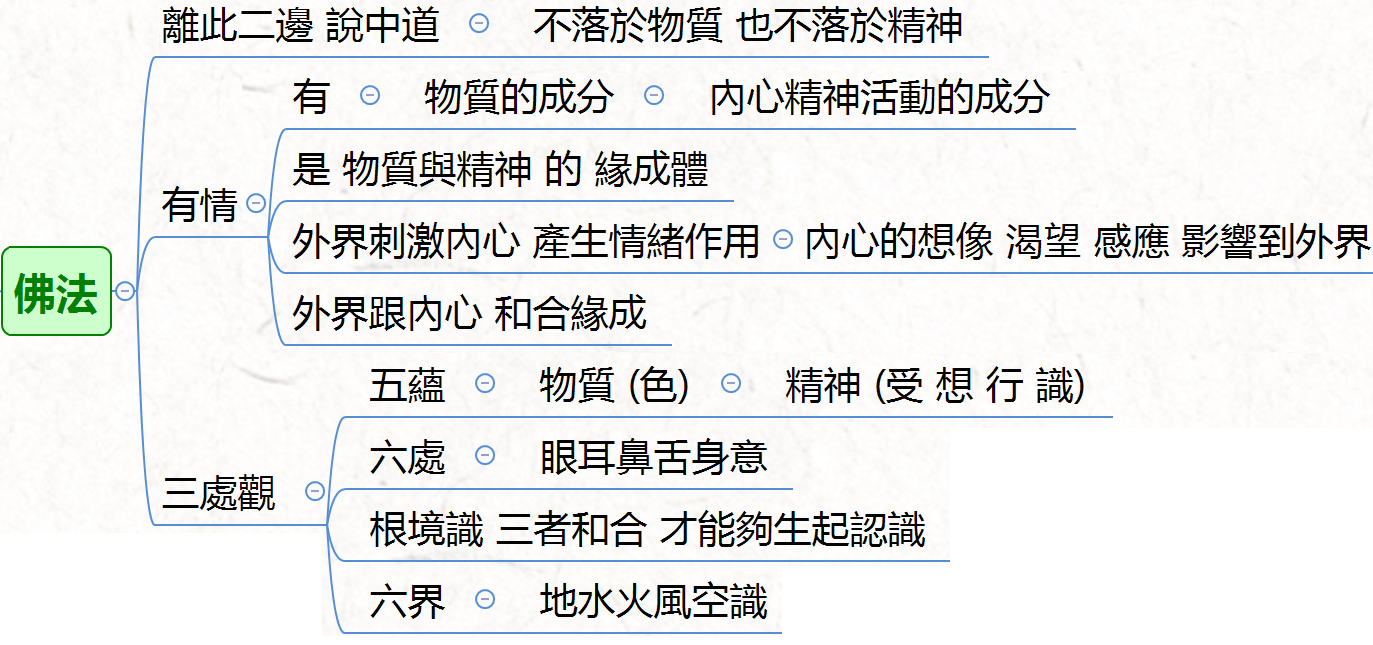 離此二邊 說中道 不落於物質 也不落於精神
有 物質的成分 內心精神活動的成分
是 物質與精神 的 緣成體
有情
外界刺激內心 產生情緒作用 內心的想像 渴望 感應 影響到外界
佛法
外界跟內心 和合緣成
五蘊 物質 (色) 精神 (受 想 行 識)
六處 眼耳鼻舌身意
三處觀
根境識 三者和合 才能夠生起認識
六界 地水火風空識